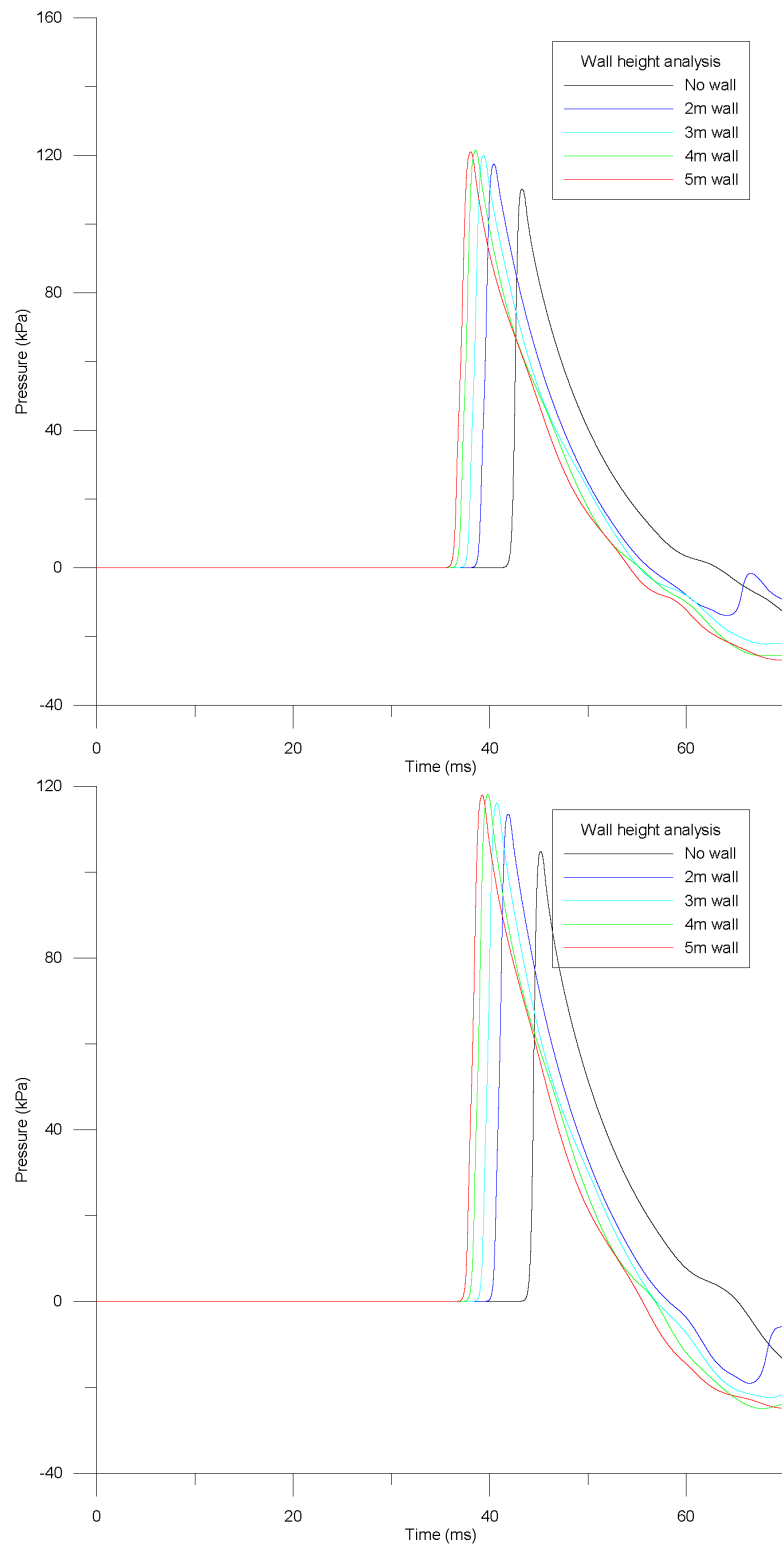 160
120
80
40
0
-40
Pressure (kPa)
Wall height analysis
No wall
2m wall
3m wall
4m wall
5m wall
0
20
40
60
Time (ms)
120
80
40
0
-40
Pressure (kPa)
Wall height analysis
No wall
2m wall
3m wall
4m wall
5m wall
0
20
40
60
Time (ms)